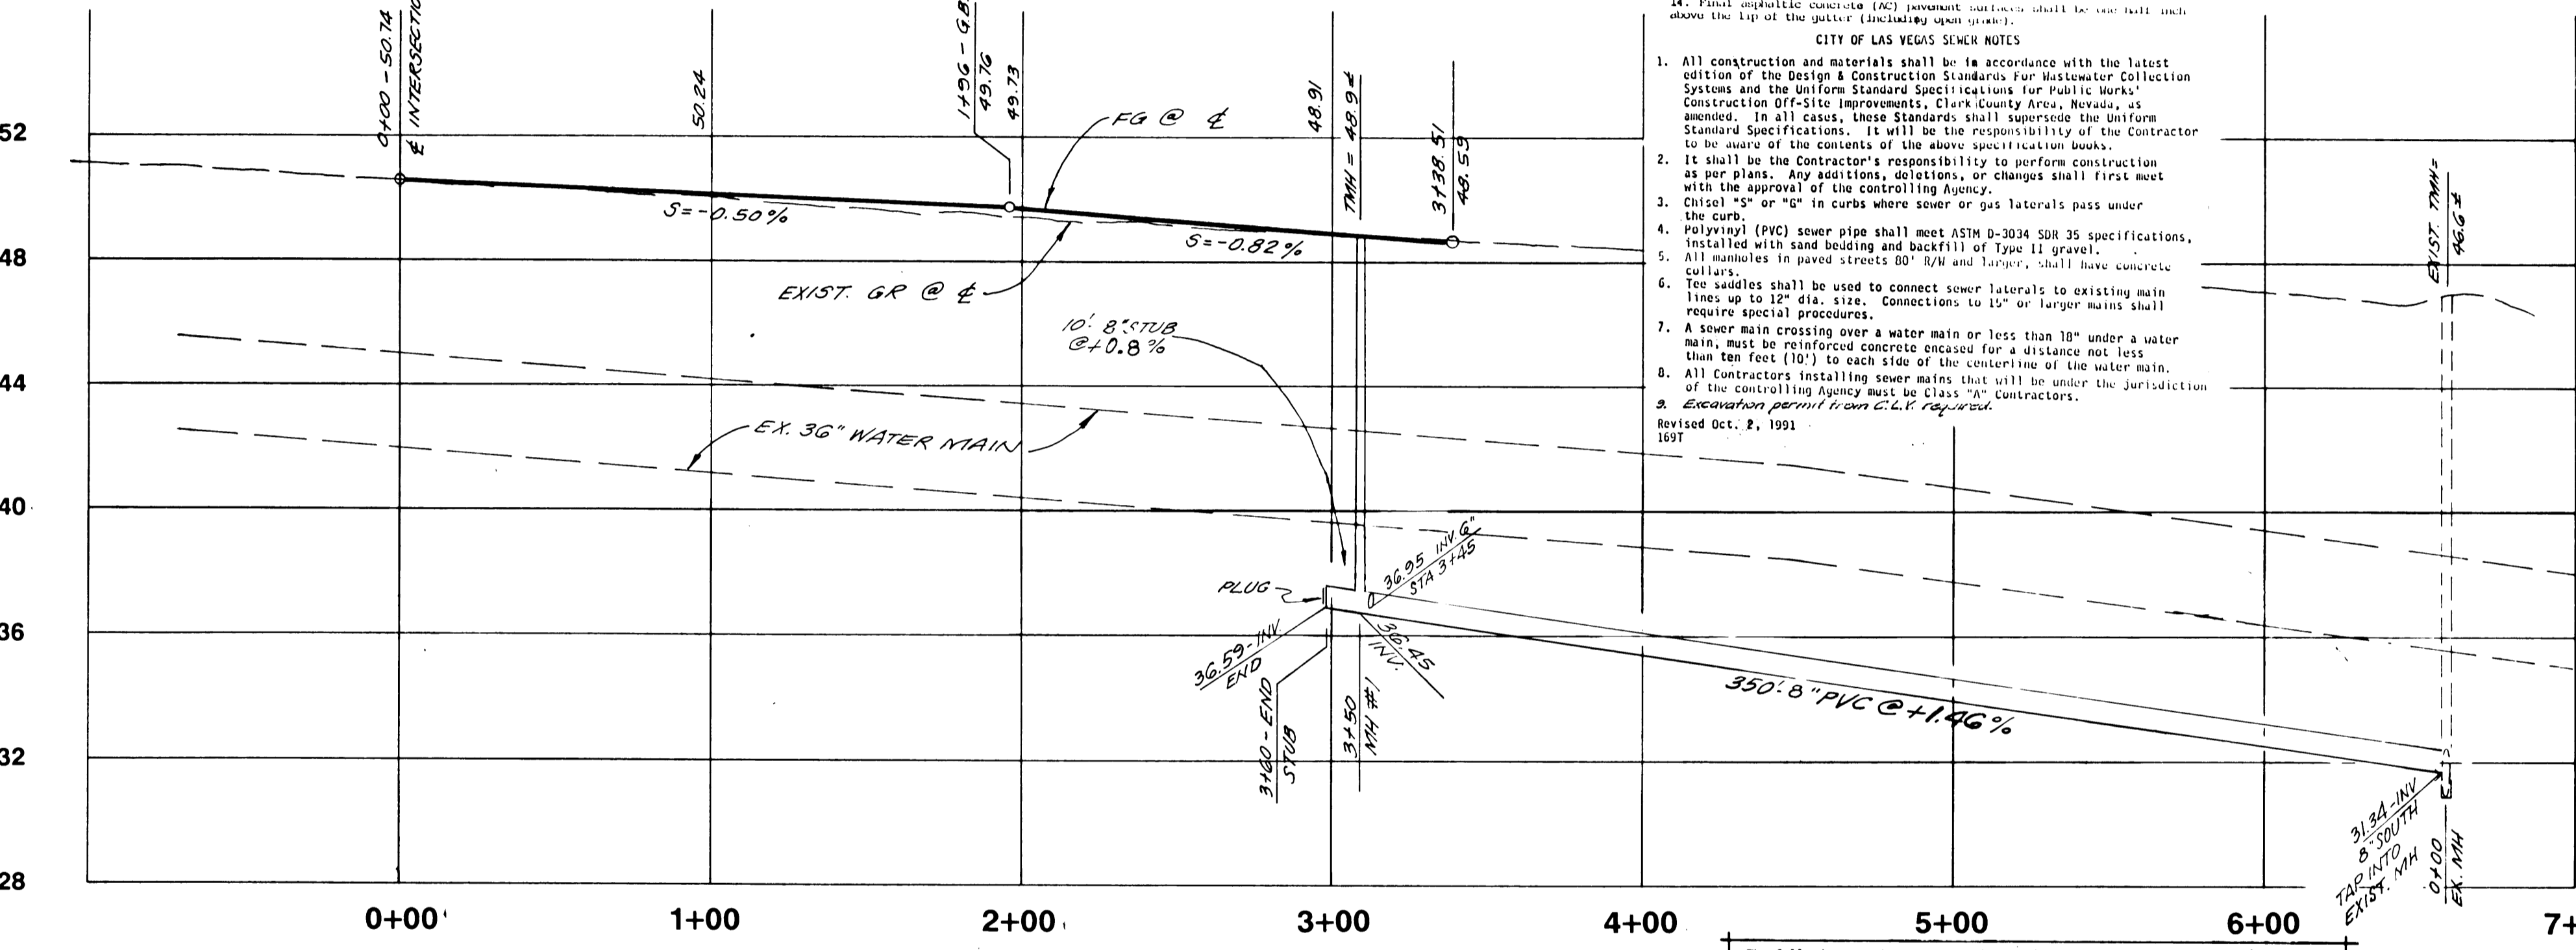 14. Final asphaltic concrete (AC) pavement surfaces shall be one half inch
above the lip of the gutter (including open grade).
CITY OF LAS VEGAS SEWER NOTES
1. All construction and materials shall be in accordance with the latest
edition of the Design & Construction Standards For Wastewater Collection
Systems and the Uniform Standard Specifications for Public Works'
Construction Off-Site Improvements, Clark County Area, Nevada, as
amended. In all cases, these Standards shall supersede the Uniform
Standard Specifications. It will be the responsibility of the Contractor
to be aware of the contents of the above specification books.
2. It shall be the Contractor's responsibility to perform construction
as per plans. Any additions, deletions, or changes shall first meet
with the approval of the controlling Agency.
3. Chisel "S" or "G" in curbs where sewer or gas laterals pass under
the curb.
4. Polyvinyl (PVC) sewer pipe shall meet ASTM D-3034 SDR 35 specifications,
installed with sand bedding and backfill of Type II gravel.
5. All manholes in paved streets 80' R/W and larger, shall have concrete
collars.
6. Tee saddles shall be used to connect sewer laterals to existing main
lines up to 12" dia. size. Connections to 15" or larger mains shall
require special procedures.
7. A sewer main crossing over a water main or less than 18" under a water
main, must be reinforced concrete encased for a distance not less
than ten feet (10') to each side of the centerline of the water main.
8. All Contractors installing sewer mains that will be under the jurisdiction
of the controlling Agency must be Class "A" Contractors.
9. Excavation permit from C.L.V. required.
Revised Oct. 2, 1991
169T
0+00 - 50.74
℄ INTERSECTIO
50.24
1+96 - G.B.
49.76
49.73
48.91
TMH = 48.9±
3+38.51
48.59
EXIST. TMH=
46.6±
FG @ ℄
S=-0.50%
S=-0.82%
EXIST. GR @ ℄
10'-8" STUB
@+0.8%
EX. 36" WATER MAIN
36.95 INV. 6"
STA 3+45
PLUG
36.59-INV.
END
36.45
INV.
3+60-END
STUB
3+50
MH #1
350'-8" PVC @ +1.46%
31.34-INV
8" SOUTH
TAP INTO
EXIST. MH
0+00
EX. MH
52
48
44
40
36
32
28
0+00
1+00
2+00
3+00
4+00
5+00
6+00
7+